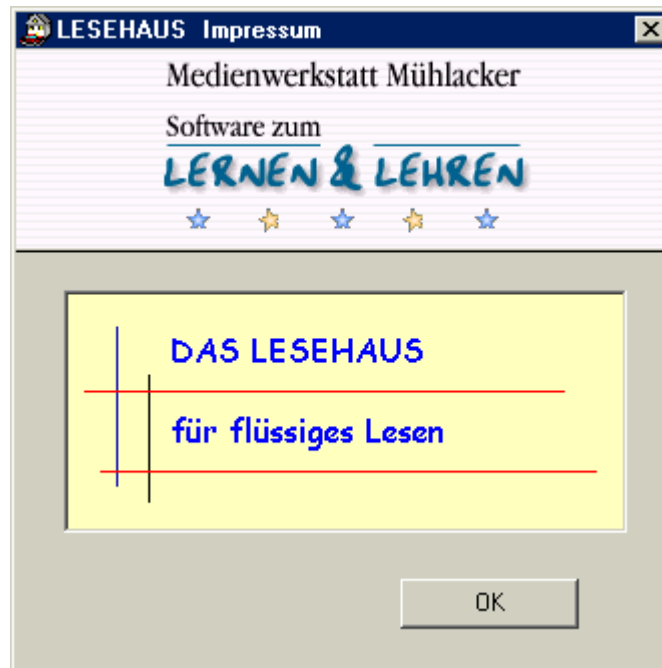 LESEHAUS Impressum
Medienwerkstatt Mühlacker
Software zum
LERNEN & LEHREN
DAS LESEHAUS
für flüssiges Lesen
OK